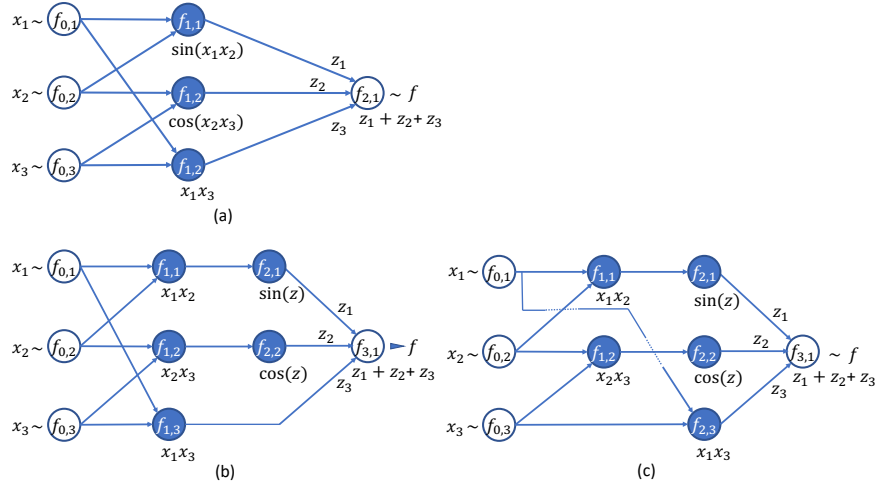 x₁ ~ f₀,₁ f₁,₁
sin(x₁x₂) z₁
x₂ ~ f₀,₂ f₁,₂ z₂ f₂,₁ ~ f
cos(x₂x₃) z₁ + z₂ + z₃
z₃
x₃ ~ f₀,₃ f₁,₂
x₁x₃
(a)
x₁ ~ f₀,₁ f₁,₁ f₂,₁
x₁x₂ sin(z) z₁
x₂ ~ f₀,₂ f₁,₂ f₂,₂ z₂ f₃,₁ f
x₂x₃ cos(z) z₁ + z₂ + z₃
z₃
x₃ ~ f₀,₃ f₁,₃
x₁x₃
(b)
x₁ ~ f₀,₁ f₁,₁ f₂,₁
x₁x₂ sin(z) z₁
x₂ ~ f₀,₂ f₁,₂ f₂,₂ z₂ f₃,₁ ~ f
x₂x₃ cos(z) z₁ + z₂ + z₃
z₃
x₃ ~ f₀,₃ f₂,₃
x₁x₃
(c)